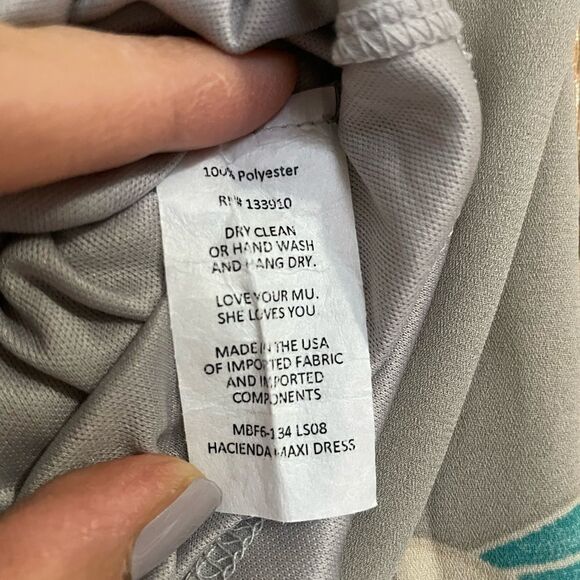 100% Polyester
RN# 133910
DRY CLEAN
OR HAND WASH
AND HANG DRY.
LOVE YOUR MU.
SHE LOVES YOU
MADE IN THE USA
OF IMPORTED FABRIC
AND IMPORTED
COMPONENTS
MBF6-134 LS08
HACIENDA MAXI DRESS